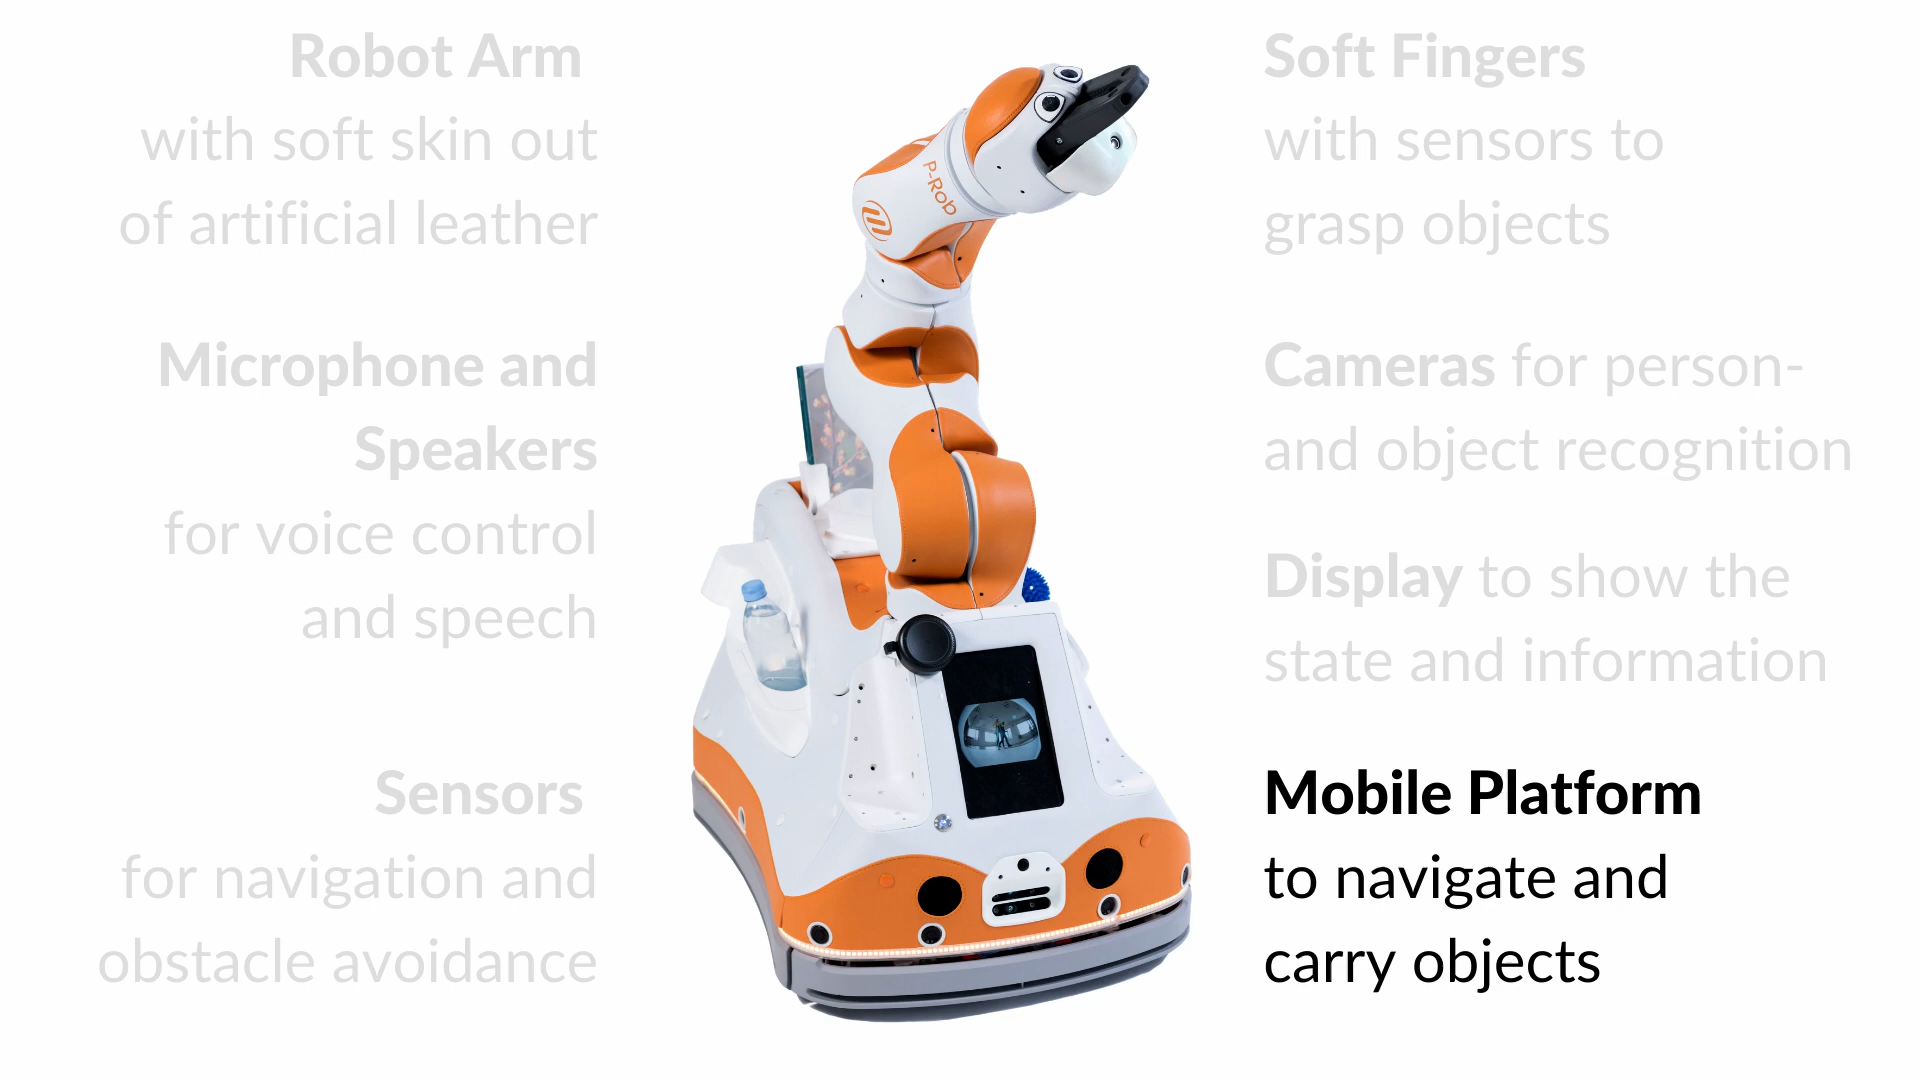 Robot Arm
with soft skin out
of artificial leather
Microphone and
Speakers
for voice control
and speech
Sensors
for navigation and
obstacle avoidance
P-Rob
Soft Fingers
with sensors to
grasp objects
Cameras for person-
and object recognition
Display to show the
state and information
Mobile Platform
to navigate and
carry objects